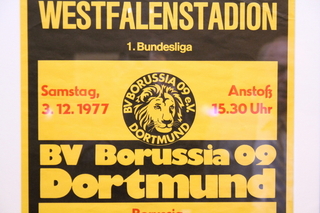 WESTFALENSTADION
1. Bundesliga
Samstag,
3.12.1977
BV BORUSSIA 09 e.V.
DORTMUND
Anstoß
15.30 Uhr
BV Borussia 09
Dortmund
Borussia